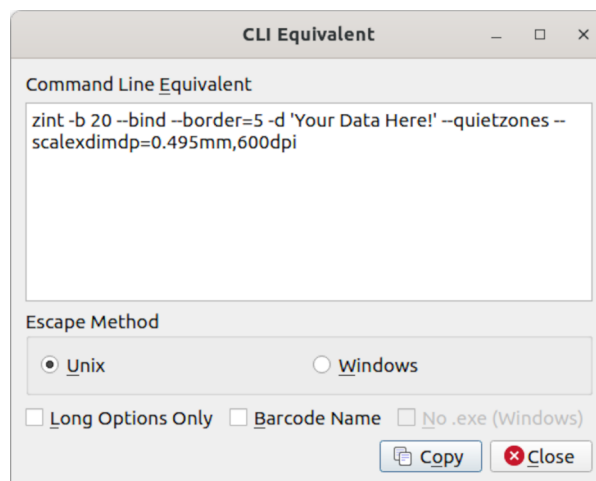 CLI Equivalent
Command Line Equivalent
zint -b 20 --bind --border=5 -d 'Your Data Here!' --quietzones --
scalexdimdp=0.495mm,600dpi
Escape Method
Unix Windows
Long Options Only Barcode Name No .exe (Windows)
Copy Close